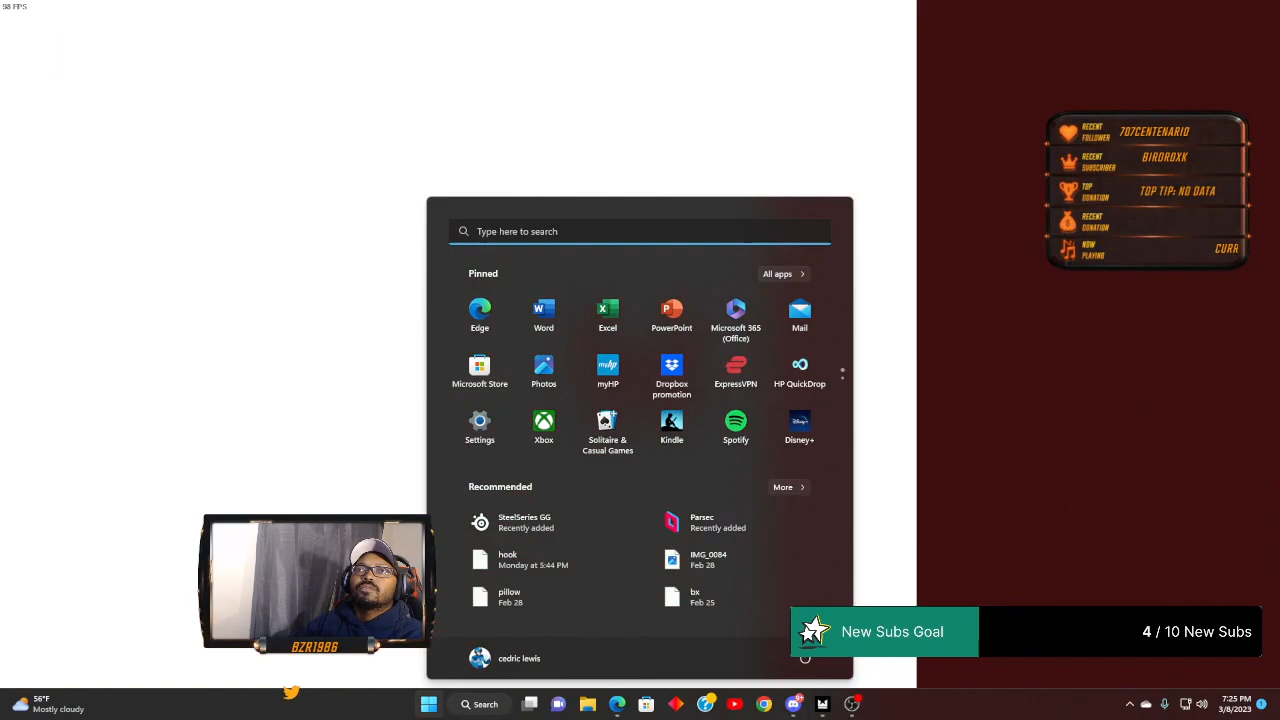 98 FPS
RECENT FOLLOWER 707CENTENARIO
RECENT SUBSCRIBER BIRDROXK
TOP DONATION TOP TIP: NO DATA
RECENT DONATION
NOW PLAYING CURR
Type here to search
Pinned
All apps
Edge
Word
Excel
PowerPoint
Microsoft 365 (Office)
Mail
Microsoft Store
Photos
myHP
Dropbox promotion
ExpressVPN
HP QuickDrop
Settings
Xbox
Solitaire & Casual Games
Kindle
Spotify
Disney+
Recommended
More
SteelSeries GG
Recently added
Parsec
Recently added
hook
Monday at 5:44 PM
IMG_0084
Feb 28
pillow
Feb 28
bx
Feb 25
cedric lewis
BZR1986
New Subs Goal
4 / 10 New Subs
56°F
Mostly cloudy
Search
7:25 PM
3/8/2023